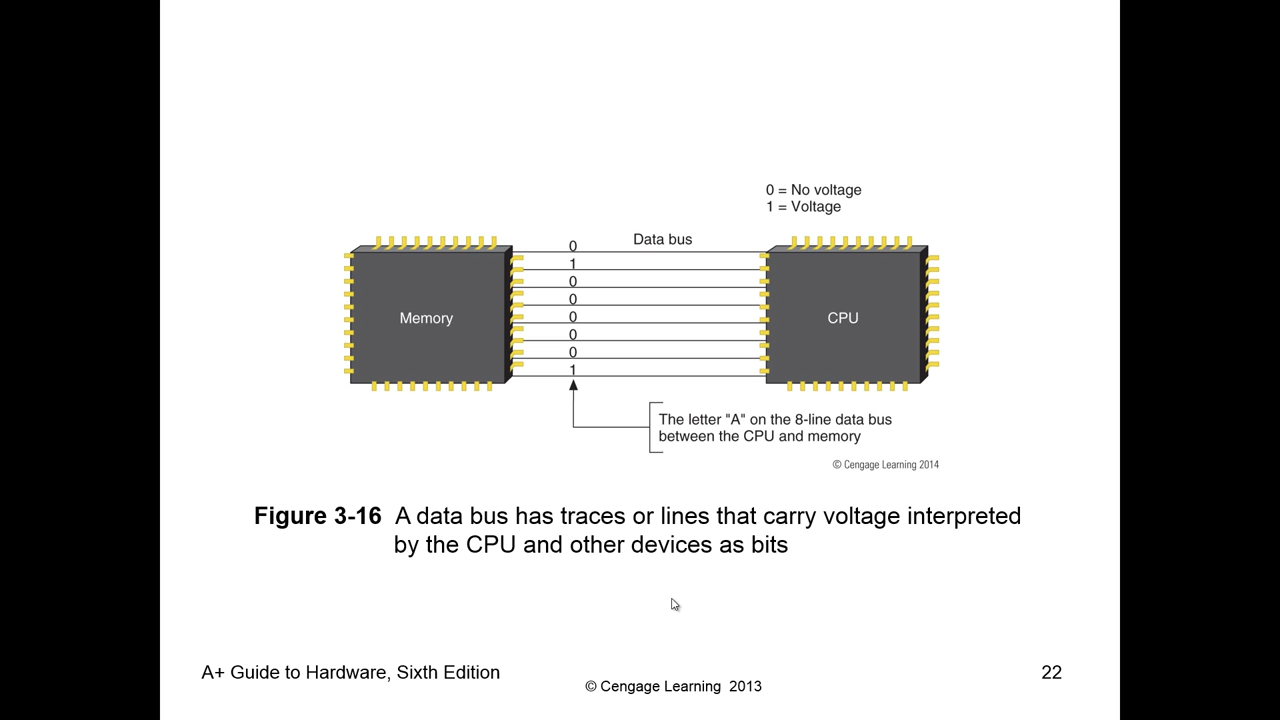 0 = No voltage
1 = Voltage
Data bus
0
1
0
0
0
0
0
1
Memory
CPU
The letter "A" on the 8-line data bus
between the CPU and memory
© Cengage Learning 2014
Figure 3-16 A data bus has traces or lines that carry voltage interpreted
by the CPU and other devices as bits
A+ Guide to Hardware, Sixth Edition
© Cengage Learning 2013
22